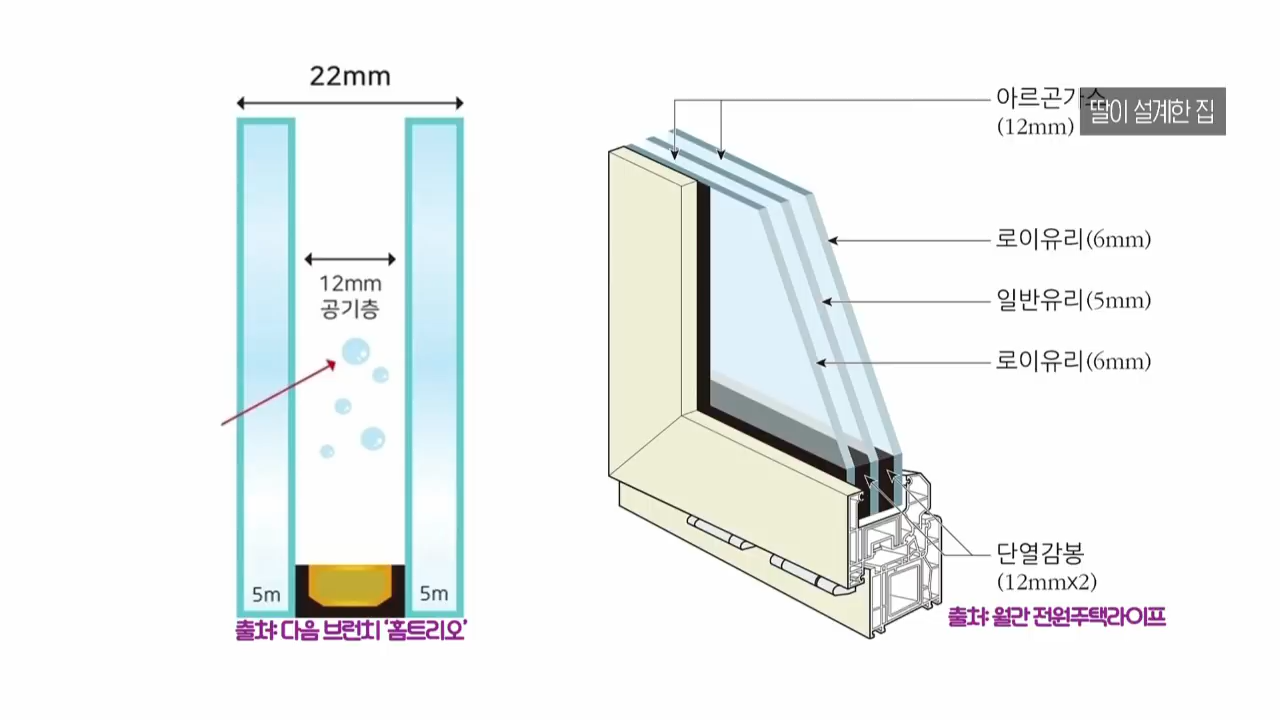 22mm
12mm
공기층
5m
5m
출처: 다음 브런치 '홈트리오'
아르곤가스
(12mm)
딸이 설계한 집
로이유리(6mm)
일반유리(5mm)
로이유리(6mm)
단열감봉
(12mmx2)
출처: 월간 전원주택라이프